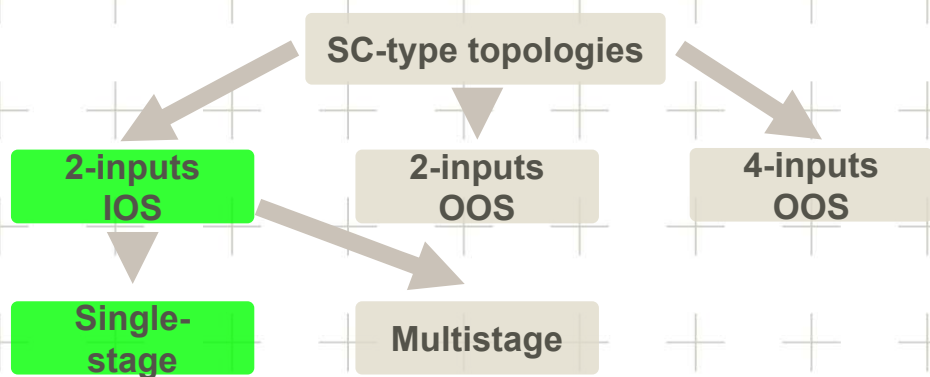 SC-type topologies
2-inputs
IOS
2-inputs
OOS
4-inputs
OOS
Single-
stage
Multistage